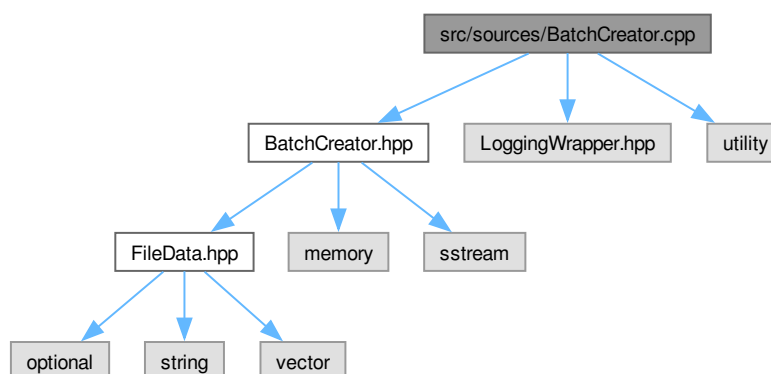 src/sources/BatchCreator.cpp
BatchCreator.hpp
LoggingWrapper.hpp
utility
FileData.hpp
memory
sstream
optional
string
vector